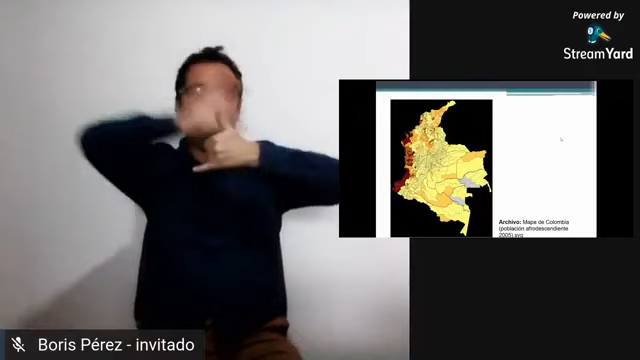 Powered by
StreamYard
Archivo: Mapa de Colombia
(población afrodescendiente
2005).svg
Boris Pérez - invitado